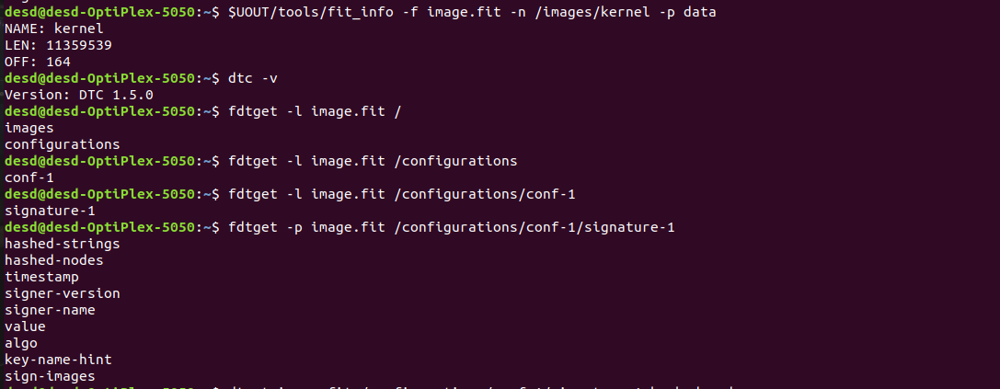 desd@desd-OptiPlex-5050:~$ $UOUT/tools/fit_info -f image.fit -n /images/kernel -p data
NAME: kernel
LEN: 11359539
OFF: 164
desd@desd-OptiPlex-5050:~$ dtc -v
Version: DTC 1.5.0
desd@desd-OptiPlex-5050:~$ fdtget -l image.fit /
images
configurations
desd@desd-OptiPlex-5050:~$ fdtget -l image.fit /configurations
conf-1
desd@desd-OptiPlex-5050:~$ fdtget -l image.fit /configurations/conf-1
signature-1
desd@desd-OptiPlex-5050:~$ fdtget -p image.fit /configurations/conf-1/signature-1
hashed-strings
hashed-nodes
timestamp
signer-version
signer-name
value
algo
key-name-hint
sign-images